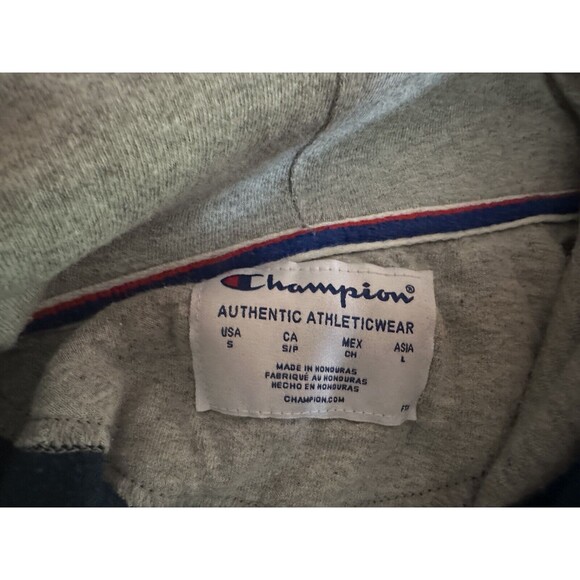 Champion®
AUTHENTIC ATHLETICWEAR
USA CA MEX ASIA
S S/P CH L
MADE IN HONDURAS
FABRIQUÉ AU HONDURAS
HECHO EN HONDURAS
CHAMPION.COM